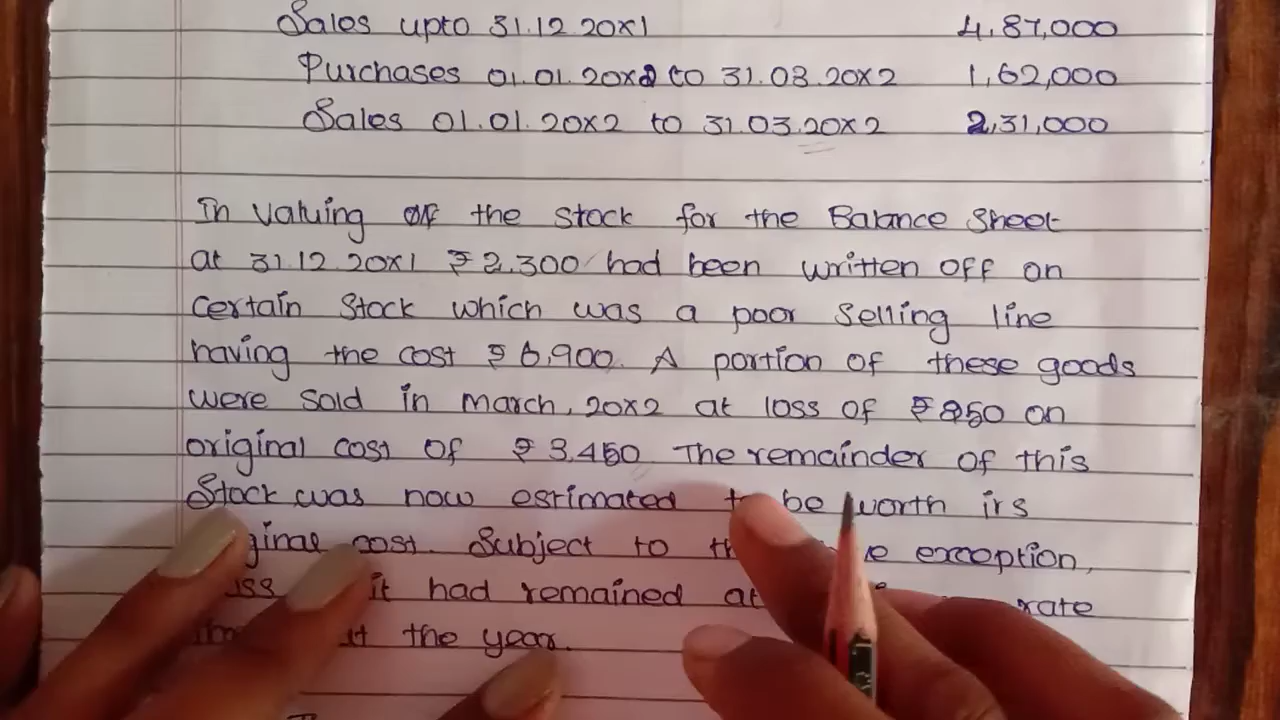 Sales upto 31.12.20x1 4,87,000
Purchases 01.01.20x2 to 31.03.20x2 1,62,000
Sales 01.01.20x2 to 31.03.20x2 2,31,000
In valuing of the stock for the Balance Sheet
at 31.12.20x1 ₹2,300 had been written off on
certain stock which was a poor selling line
having the cost ₹6,900. A portion of these goods
were sold in march, 20x2 at loss of on
original cost of ₹3,450 The remainder of this
Stock was now estimated be worth irs
cost. Subject to exception,
it had remained at rate
the year.